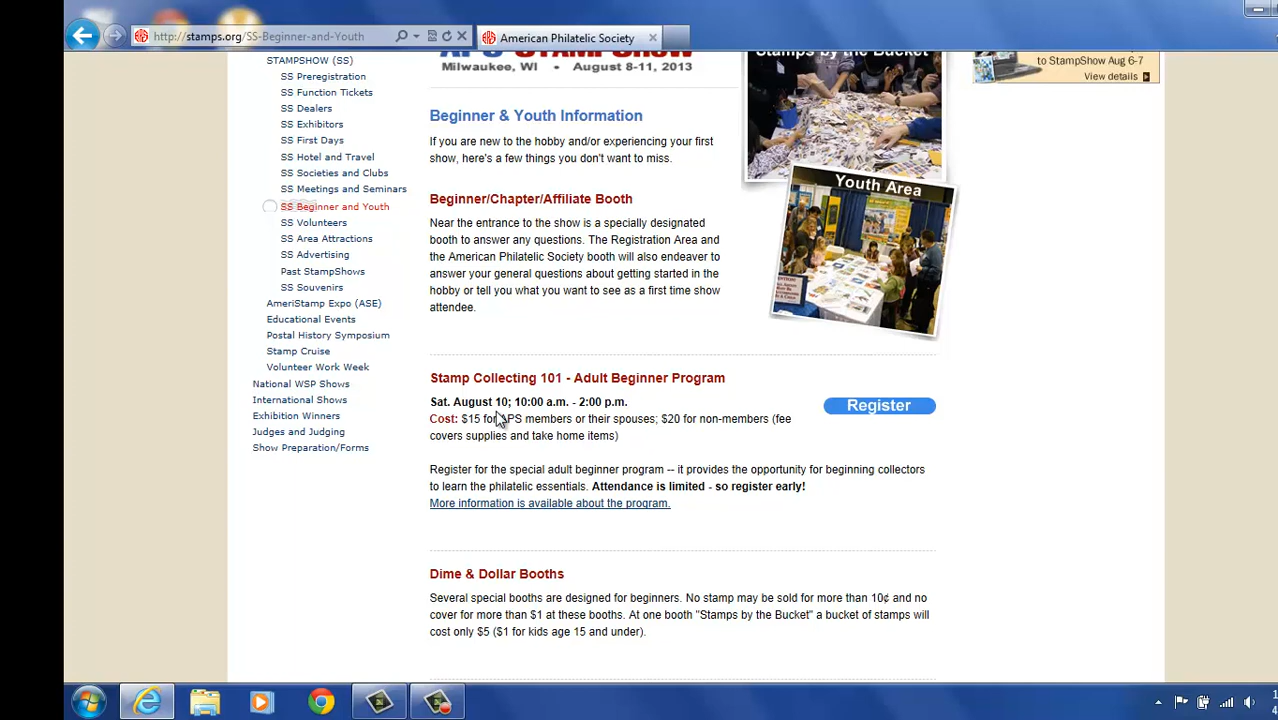 http://stamps.org/SS-Beginner-and-Youth
American Philatelic Society
STAMPSHOW (SS)
SS Preregistration
SS Function Tickets
SS Dealers
SS Exhibitors
SS First Days
SS Hotel and Travel
SS Societies and Clubs
SS Meetings and Seminars
SS Beginner and Youth
SS Volunteers
SS Area Attractions
SS Advertising
Past StampShows
SS Souvenirs
AmeriStamp Expo (ASE)
Educational Events
Postal History Symposium
Stamp Cruise
Volunteer Work Week
National WSP Shows
International Shows
Exhibition Winners
Judges and Judging
Show Preparation/Forms
APS STAMPSHOW
Milwaukee, WI • August 8-11, 2013
Beginner & Youth Information
If you are new to the hobby and/or experiencing your first
show, here's a few things you don't want to miss.
Beginner/Chapter/Affiliate Booth
Near the entrance to the show is a specially designated
booth to answer any questions. The Registration Area and
the American Philatelic Society booth will also endeavor to
answer your general questions about getting started in the
hobby or tell you what you want to see as a first time show
attendee.
Stamps by the Bucket
Youth Area
to StampShow Aug 6-7
View details
Stamp Collecting 101 - Adult Beginner Program
Sat. August 10; 10:00 a.m. - 2:00 p.m.
Cost: $15 for APS members or their spouses; $20 for non-members (fee
covers supplies and take home items)
Register
Register for the special adult beginner program -- it provides the opportunity for beginning collectors
to learn the philatelic essentials. Attendance is limited - so register early!
More information is available about the program.
Dime & Dollar Booths
Several special booths are designed for beginners. No stamp may be sold for more than 10¢ and no
cover for more than $1 at these booths. At one booth "Stamps by the Bucket" a bucket of stamps will
cost only $5 ($1 for kids age 15 and under).